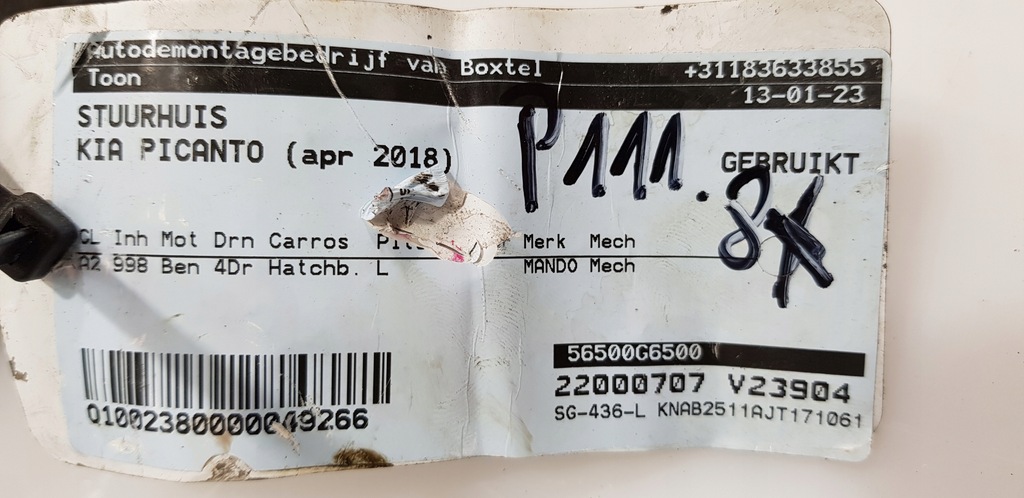 Autodemontagebedrijf van Boxtel +31183633855
Toon 13-01-23
STUURHUIS
KIA PICANTO (apr 2018) P111. GEBRUIKT
8X
CL Inh Mot Drn Carros Merk Mech
A2 998 Ben 4Dr Hatchb. L MANDO Mech
56500G6500
22000707 V23904
Q10023800000049266 SG-436-L KNAB2511AJT171061